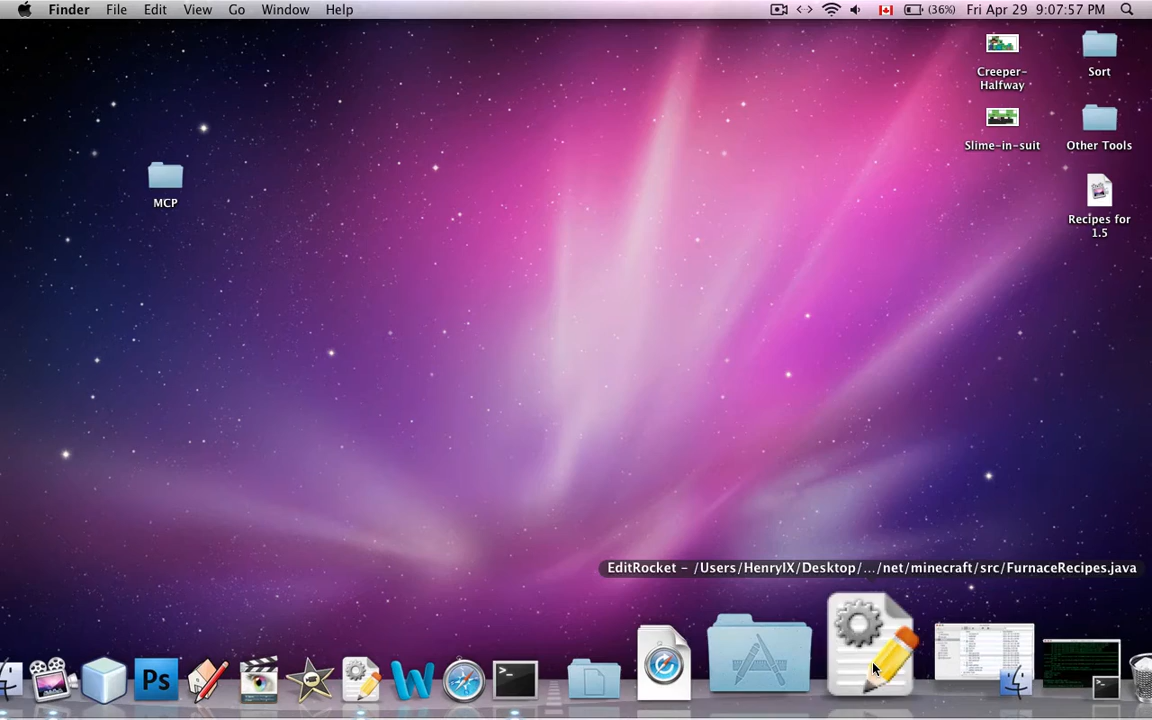 Finder File Edit View Go Window Help (36%) Fri Apr 29 9:07:57 PM
Creeper-
Halfway
Sort
Slime-in-suit
Other Tools
MCP
Recipes for
1.5
EditRocket - /Users/HenryIX/Desktop/.../net/minecraft/src/FurnaceRecipes.java
Ps
W